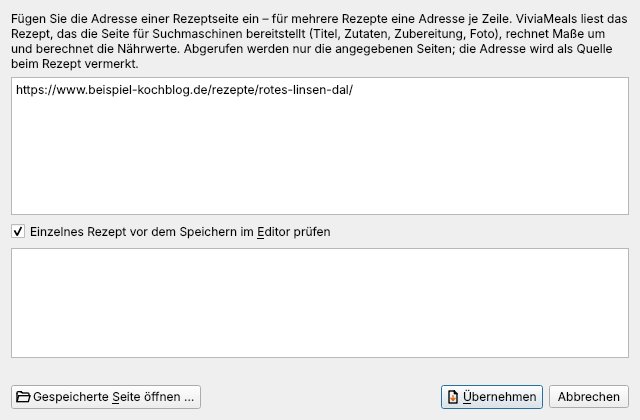 Fügen Sie die Adresse einer Rezeptseite ein – für mehrere Rezepte eine Adresse je Zeile. ViviaMeals liest das
Rezept, das die Seite für Suchmaschinen bereitstellt (Titel, Zutaten, Zubereitung, Foto), rechnet Maße um
und berechnet die Nährwerte. Abgerufen werden nur die angegebenen Seiten; die Adresse wird als Quelle
beim Rezept vermerkt.
https://www.beispiel-kochblog.de/rezepte/rotes-linsen-dal/
Einzelnes Rezept vor dem Speichern im Editor prüfen
Gespeicherte Seite öffnen ... Übernehmen Abbrechen